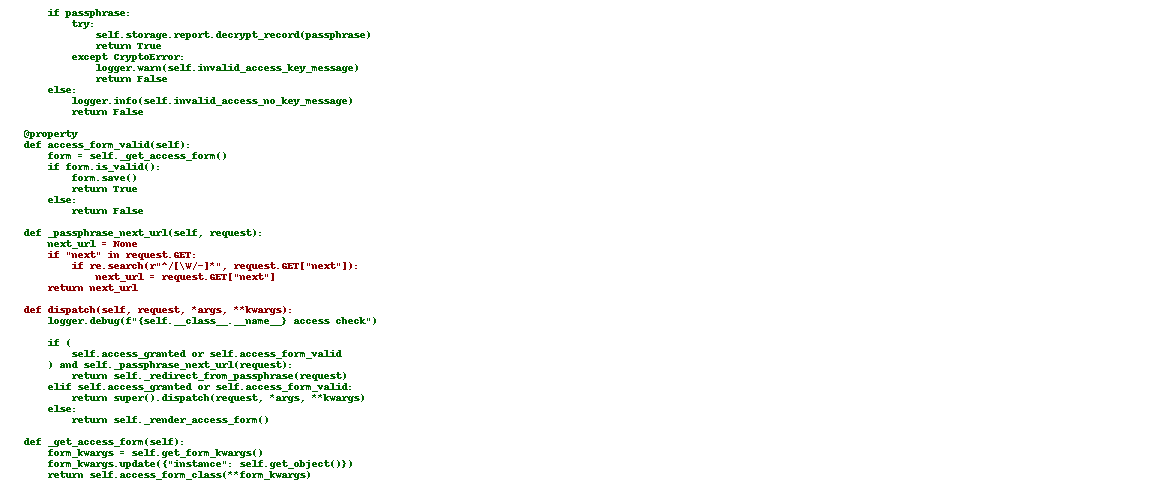 if passphrase:
try:
self.storage.report.decrypt_record(passphrase)
return True
except CryptoError:
logger.warn(self.invalid_access_key_message)
return False
else:
logger.info(self.invalid_access_no_key_message)
return False
@property
def access_form_valid(self):
form = self._get_access_form()
if form.is_valid():
form.save()
return True
else:
return False
def _passphrase_next_url(self, request):
next_url = None
if "next" in request.GET:
if re.search(r"^/[\W/-]*", request.GET["next"]):
next_url = request.GET["next"]
return next_url
def dispatch(self, request, *args, **kwargs):
logger.debug(f"{self.__class__.__name__} access check")
if (
self.access_granted or self.access_form_valid
) and self._passphrase_next_url(request):
return self._redirect_from_passphrase(request)
elif self.access_granted or self.access_form_valid:
return super().dispatch(request, *args, **kwargs)
else:
return self._render_access_form()
def _get_access_form(self):
form_kwargs = self.get_form_kwargs()
form_kwargs.update({"instance": self.get_object()})
return self.access_form_class(**form_kwargs)